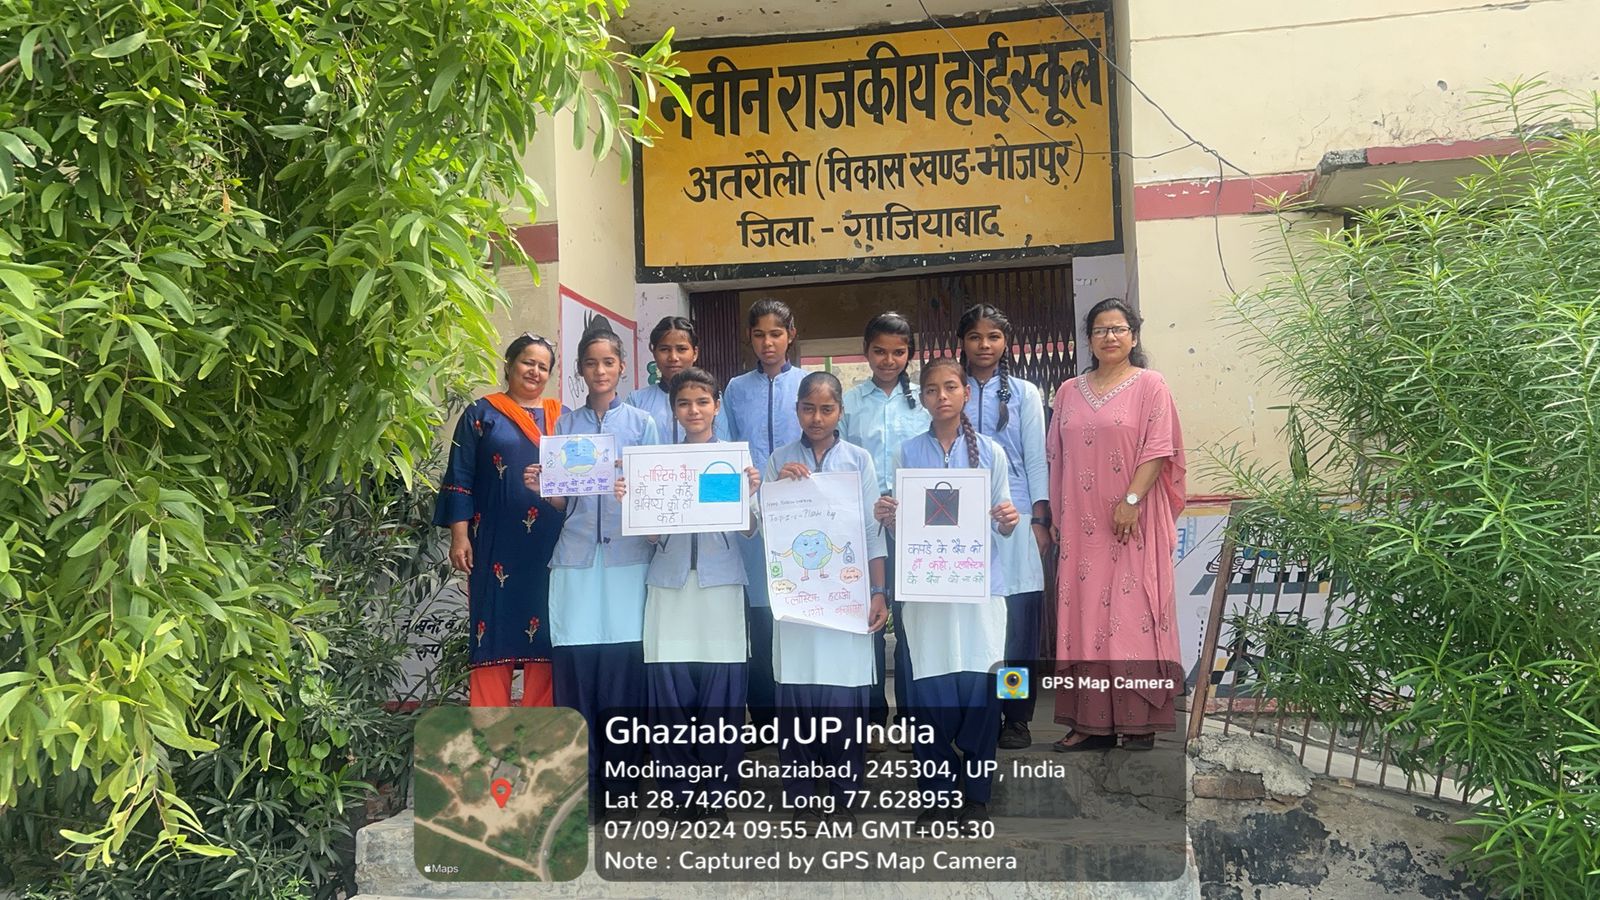 नवीन राजकीय हाईस्कूल
अतरौली (विकास खण्ड-भोजपुर)
जिला - गाजियाबाद
प्लास्टिक बैग
को न कहें,
भविष्य को हाँ
कहें।
प्लास्टिक हटाओ
कपडे के बैग को
हाँ कहो, प्लास्टिक
के बैग को न कहो
GPS Map Camera
Ghaziabad,UP,India
Modinagar, Ghaziabad, 245304, UP, India
Lat 28.742602, Long 77.628953
07/09/2024 09:55 AM GMT+05:30
Note : Captured by GPS Map Camera
Maps